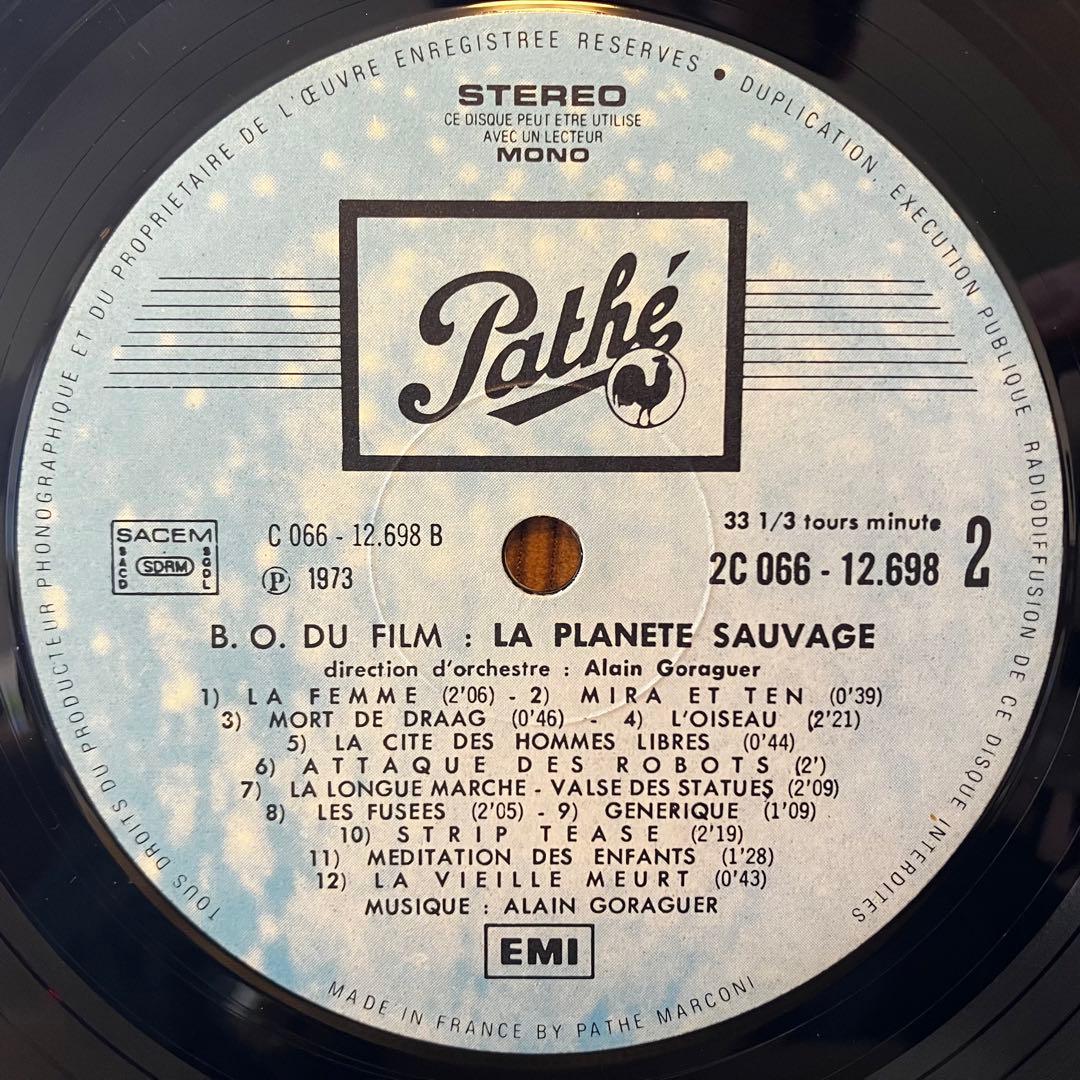 TOUS DROITS DU PRODUCTEUR PHONOGRAPHIQUE ET DU PROPRIETAIRE DE L'ŒUVRE ENREGISTREE RESERVES • DUPLICATION, EXECUTION PUBLIQUE, RADIODIFFUSION DE CE DISQUE INTERDITES
STEREO
CE DISQUE PEUT ETRE UTILISE
AVEC UN LECTEUR
MONO
Pathé
SACEM
SACD SDRM SGDL
C 066 - 12.698 B
℗ 1973
33 1/3 tours minute
2C 066 - 12.698 2
B. O. DU FILM : LA PLANETE SAUVAGE
direction d'orchestre : Alain Goraguer
1) LA FEMME (2'06) - 2) MIRA ET TEN (0'39)
3) MORT DE DRAAG (0'46) - 4) L'OISEAU (2'21)
5) LA CITE DES HOMMES LIBRES (0'44)
6) ATTAQUE DES ROBOTS (2')
7) LA LONGUE MARCHE - VALSE DES STATUES (2'09)
8) LES FUSEES (2'05) - 9) GENERIQUE (1'09)
10) STRIP TEASE (2'19)
11) MEDITATION DES ENFANTS (1'28)
12) LA VIEILLE MEURT (0'43)
MUSIQUE : ALAIN GORAGUER
EMI
MADE IN FRANCE BY PATHE MARCONI